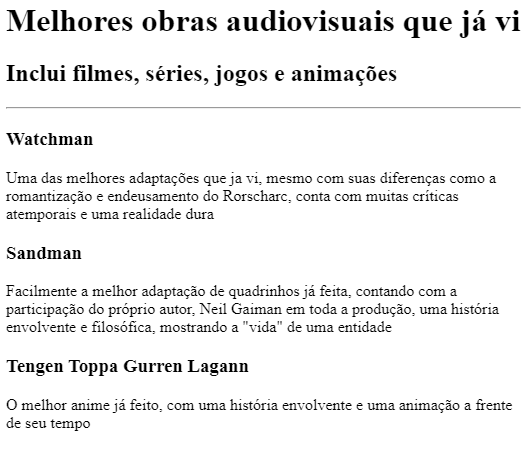 Melhores obras audiovisuais que já vi
Inclui filmes, séries, jogos e animações
Watchman
Uma das melhores adaptações que ja vi, mesmo com suas diferenças como a
romantização e endeusamento do Rorscharc, conta com muitas críticas
atemporais e uma realidade dura
Sandman
Facilmente a melhor adaptação de quadrinhos já feita, contando com a
participação do próprio autor, Neil Gaiman em toda a produção, uma história
envolvente e filosófica, mostrando a "vida" de uma entidade
Tengen Toppa Gurren Lagann
O melhor anime já feito, com uma história envolvente e uma animação a frente
de seu tempo